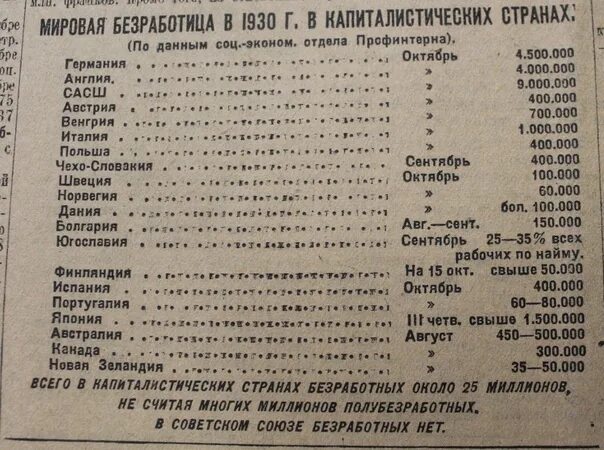 млн. франков. Кроме того,
МИРОВАЯ БЕЗРАБОТИЦА В 1930 Г. В КАПИТАЛИСТИЧЕСКИХ СТРАНАХ.
(По данным соц.-эконом. отдела Профинтерна).
Германия Октябрь 4.500.000
Англия. » 4.000.000
САСШ » 9.000.000
Австрия » 400.000
Венгрия » 700.000
Италия » 1.000.000
Польша » 400.000
Чехо-Словакия Сентябрь 400.000
Швеция Октябрь 100.000
Норвегия » 60.000
Дания » бол. 100.000
Болгария Авг.—сент. 150.000
Югославия Сентябрь 25—35% всех
рабочих по найму.
Финляндия На 15 окт. свыше 50.000
Испания Октябрь 400.000
Португалия » 60—80.000
Япония III четв. свыше 1.500.000
Австралия Август 450—500.000
Канада » 300.000
Новая Зеландия » 35—50.000
ВСЕГО В КАПИТАЛИСТИЧЕСКИХ СТРАНАХ БЕЗРАБОТНЫХ ОКОЛО 25 МИЛЛИОНОВ,
НЕ СЧИТАЯ МНОГИХ МИЛЛИОНОВ ПОЛУБЕЗРАБОТНЫХ.
В СОВЕТСКОМ СОЮЗЕ БЕЗРАБОТНЫХ НЕТ.